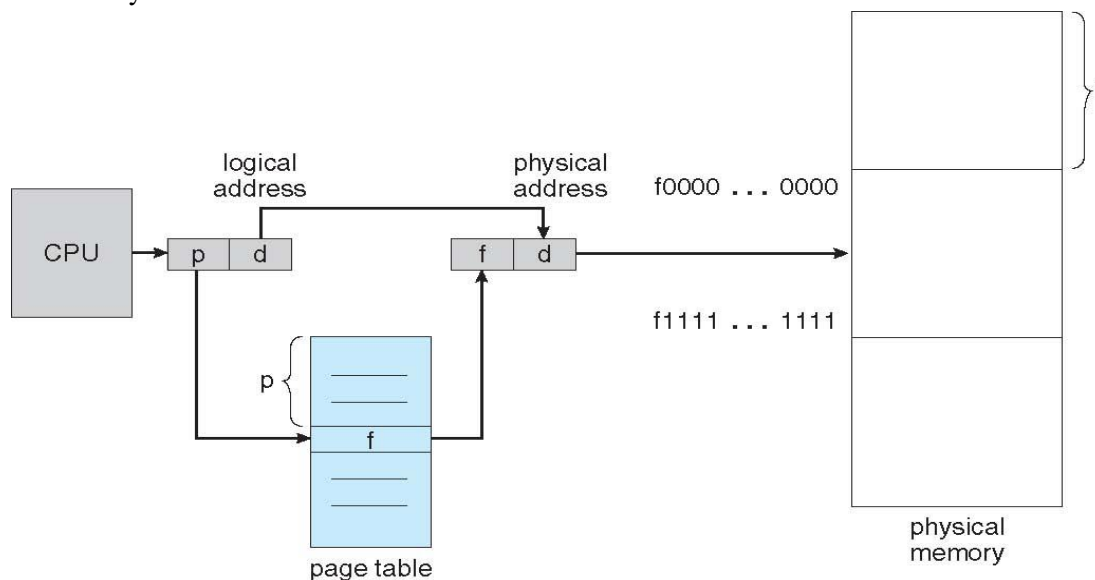 logical
address
physical
address
f0000 ... 0000
CPU
p
d
f
d
f1111 ... 1111
p
f
page table
physical
memory